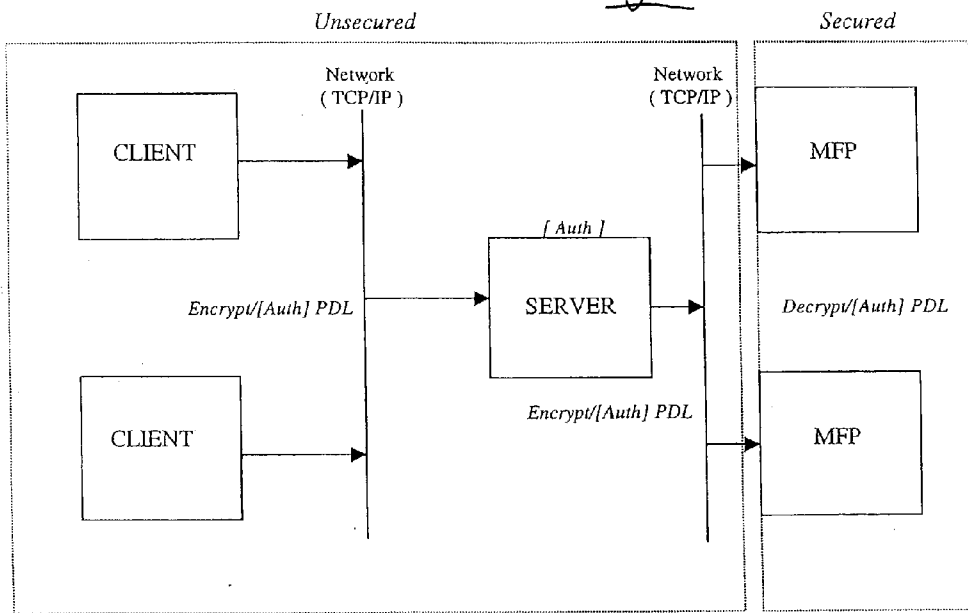 Unsecured
Secured
Network
( TCP/IP )
Network
( TCP/IP )
CLIENT
MFP
[ Auth ]
Encrypt/[Auth] PDL
SERVER
Decrypt/[Auth] PDL
Encrypt/[Auth] PDL
CLIENT
MFP